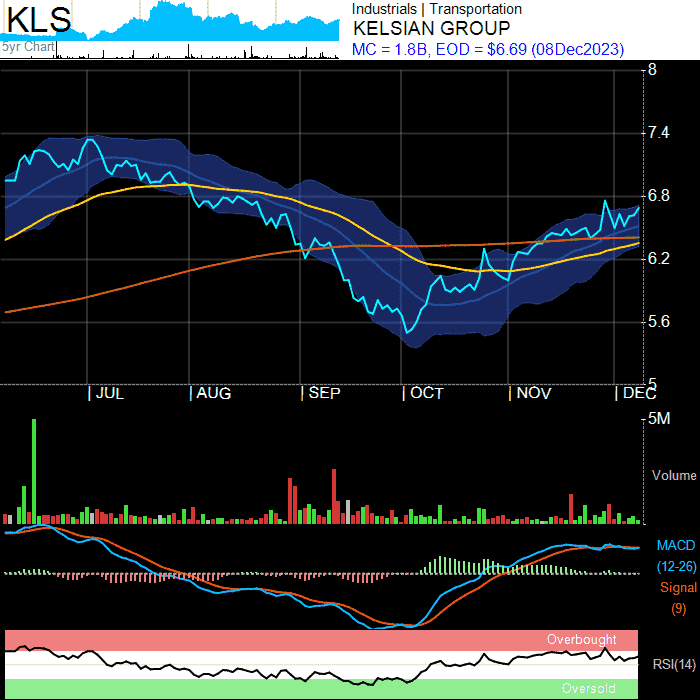 KLS
5yr Chart
Industrials | Transportation
KELSIAN GROUP
MC = 1.8B, EOD = $6.69 (08Dec2023)
8
7.4
6.8
6.2
5.6
5
JUL AUG SEP OCT NOV DEC
5M
Volume
MACD
(12-26)
Signal
(9)
Overbought
RSI(14)
Oversold